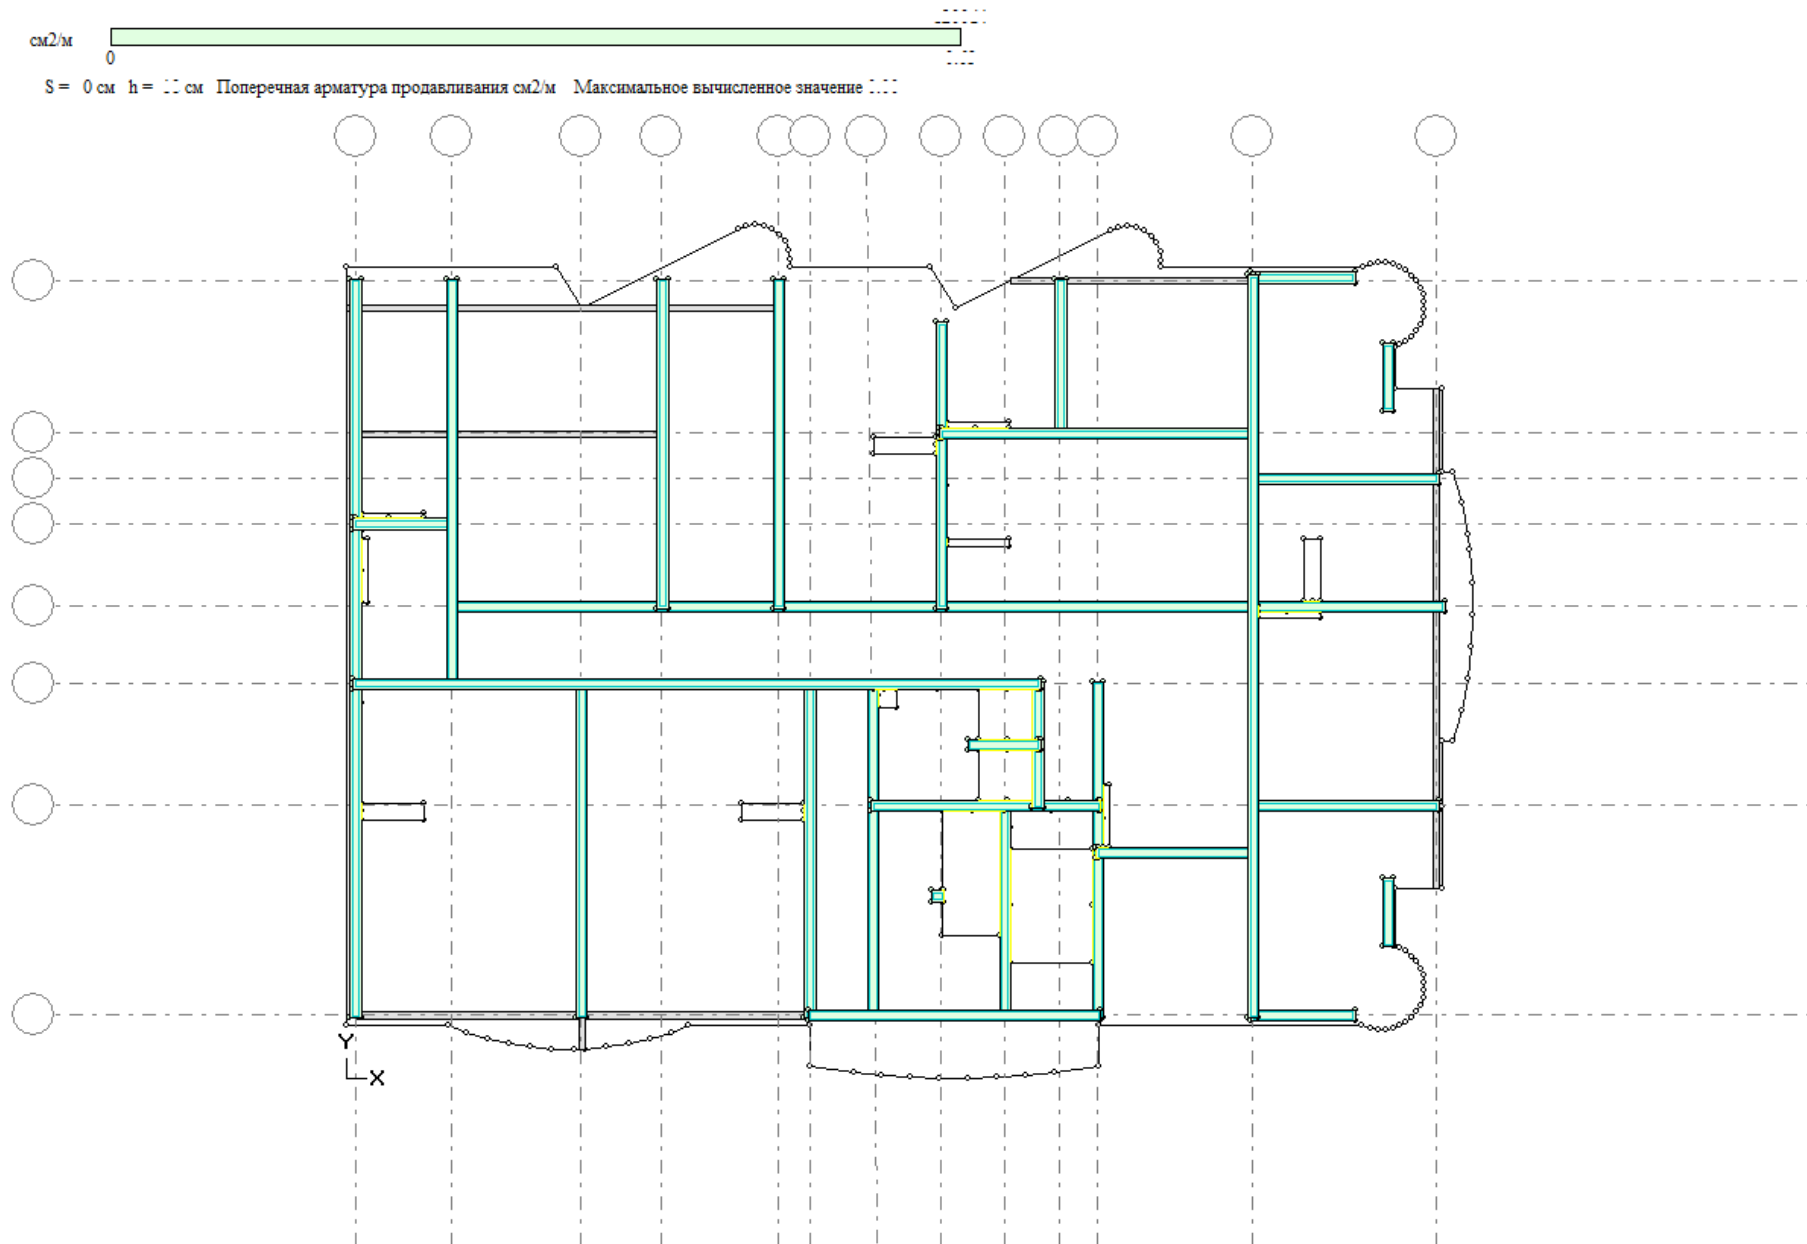 см2/м
0
S = 0 см h = см Поперечная арматура продавливания см2/м Максимальное вычисленное значение
Y
X